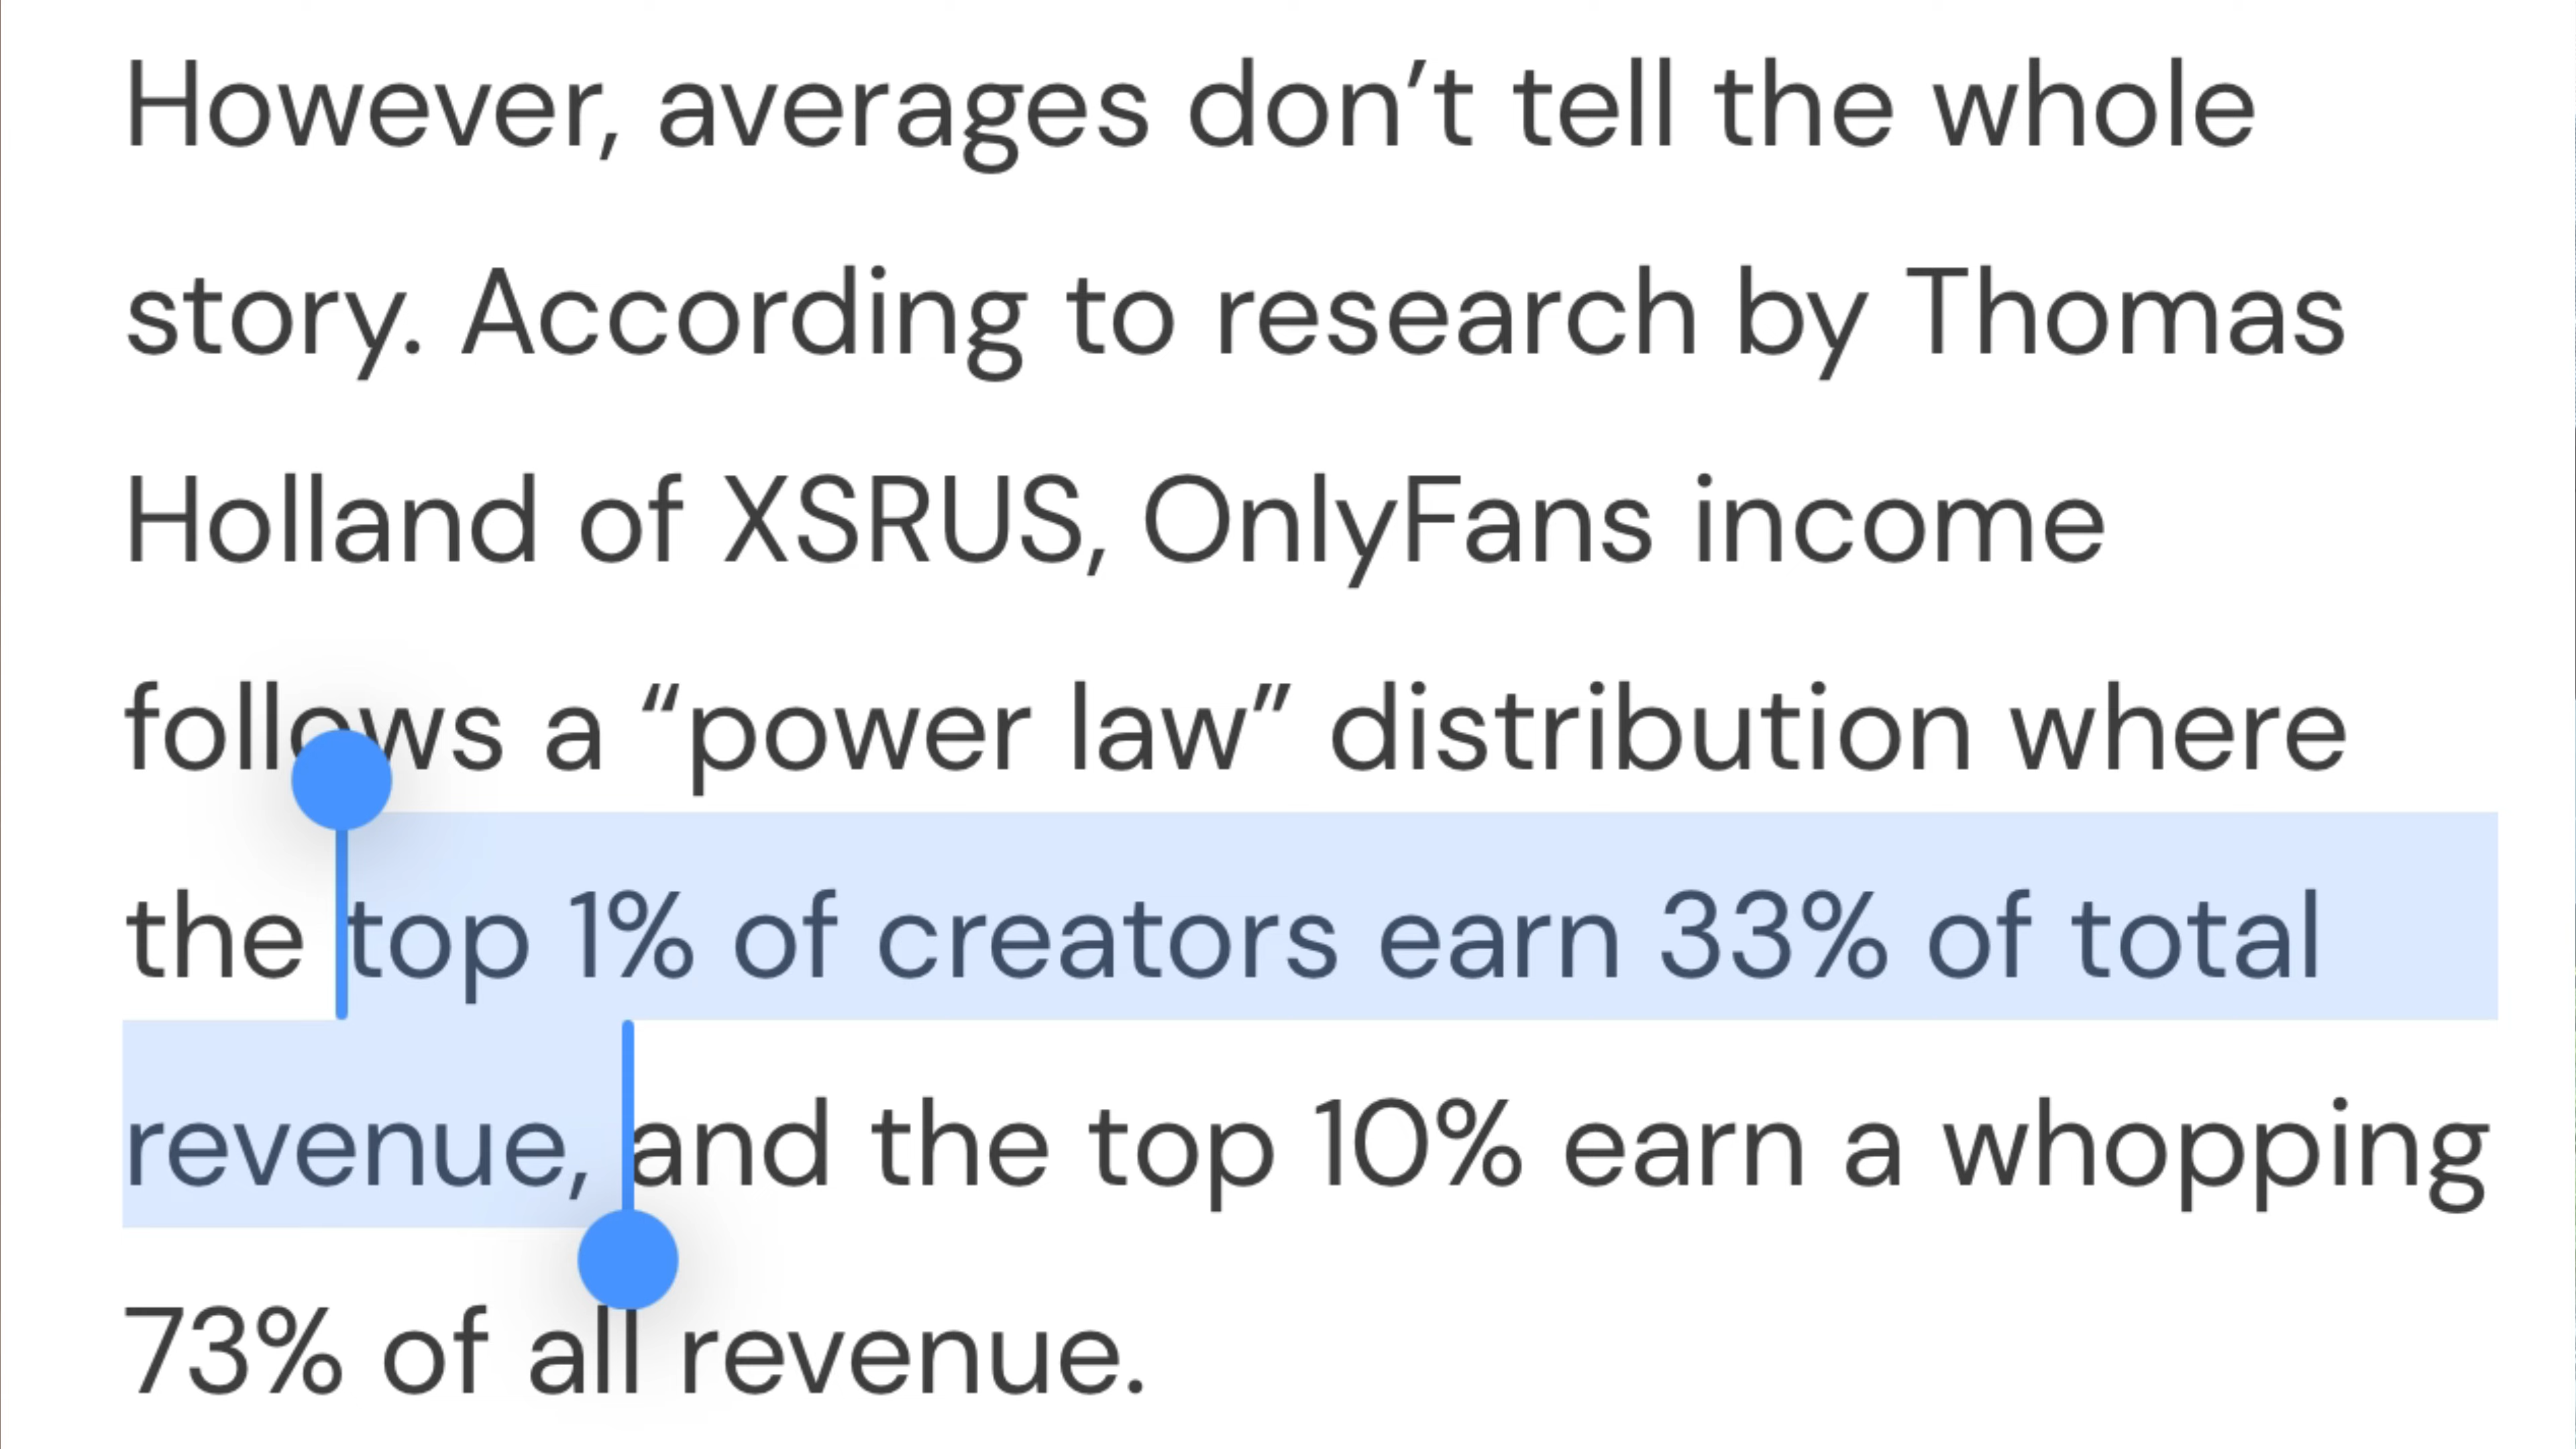 However, averages don’t tell the whole
story. According to research by Thomas
Holland of XSRUS, OnlyFans income
follows a “power law” distribution where
the top 1% of creators earn 33% of total
revenue, and the top 10% earn a whopping
73% of all revenue.